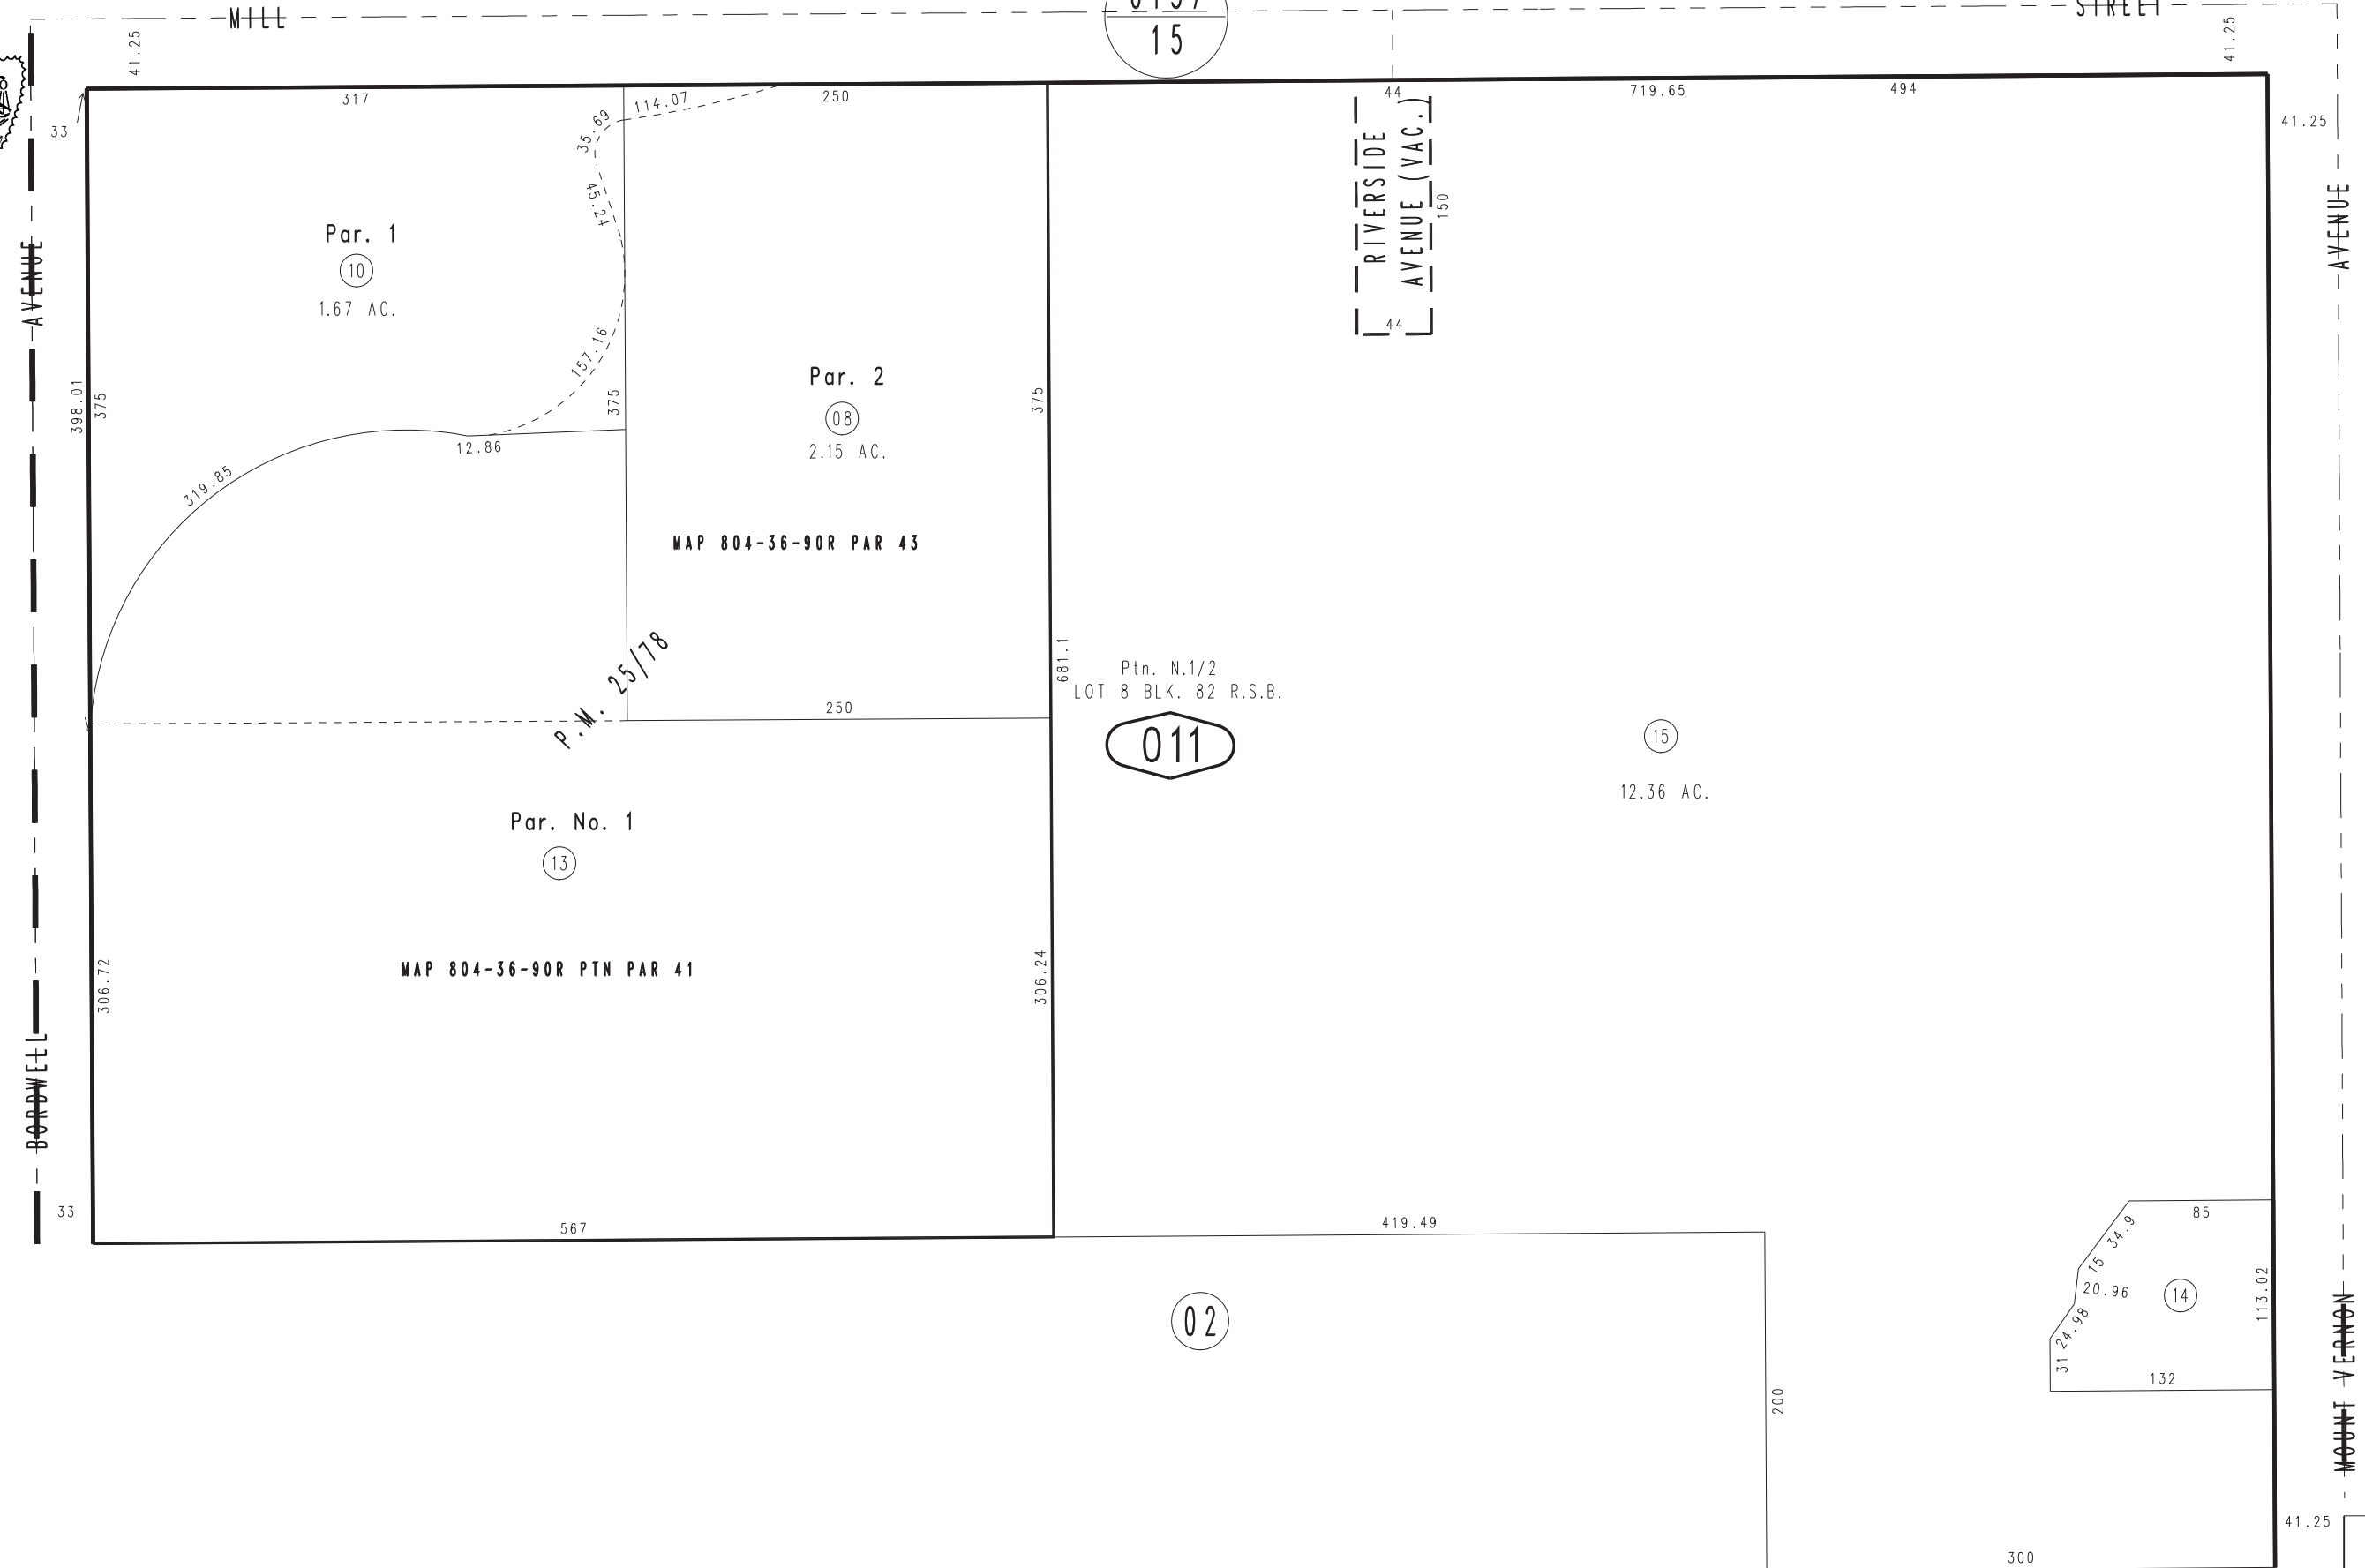 MILL
STREET
15
41.25
41.25
317
114.07
250
44
719.65
494
33
41.25
35.69
45.24
RIVERSIDE
AVENUE (VAC.)
150
44
AVENUE
AVENUE
Par. 1
10
1.67 AC.
157.16
398.01
375
375
375
Par. 2
08
2.15 AC.
12.86
319.85
MAP 804-36-90R PAR 43
P.M. 25/78
250
681.1
Ptn. N.1/2
LOT 8 BLK. 82 R.S.B.
011
15
12.36 AC.
Par. No. 1
13
MAP 804-36-90R PTN PAR 41
306.72
306.24
BORDWELL
33
567
419.49
85
34.9
15
20.96
14
113.02
24.98
31
132
02
200
MOUNT VERNON
41.25
300